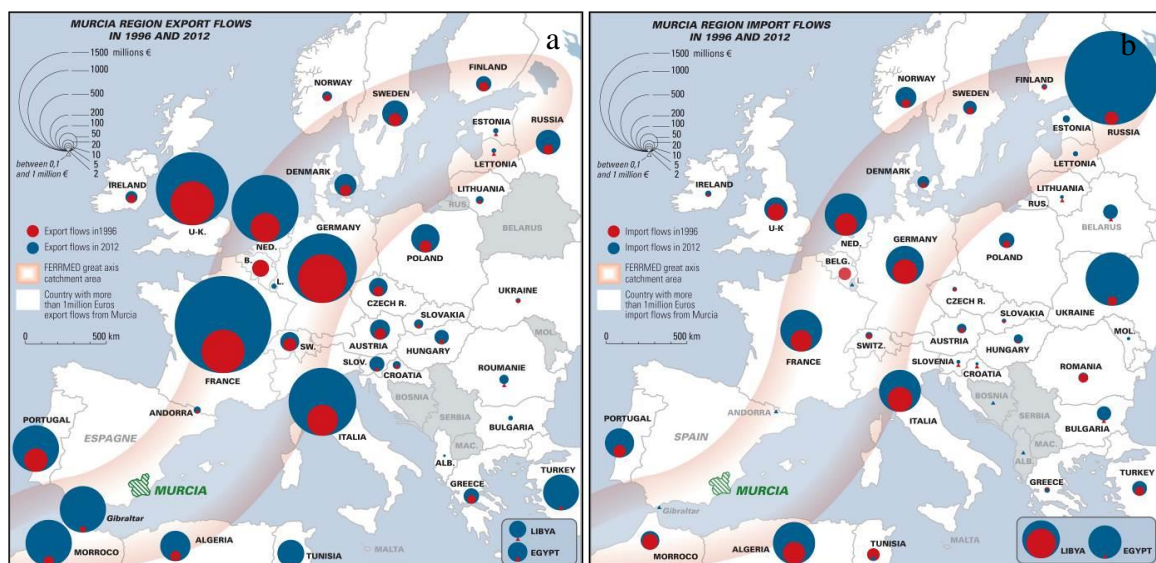 MURCIA REGION EXPORT FLOWS
IN 1996 AND 2012
a
1500 millions €
1000
500
200
100
50
20
10
5
2
between 0,1
and 1 million €
Export flows in1996
Export flows in 2012
FERRMED great axis
catchment area
Country with more
than 1million Euros
export flows from Murcia
0 500 km
NORWAY
FINLAND
SWEDEN
ESTONIA
RUSSIA
LETTONIA
LITHUANIA
RUS.
BELARUS
DENMARK
IRELAND
U-K.
NED.
GERMANY
POLAND
B.
L.
UKRAINE
CZECH R.
SLOVAKIA
MOL.
AUSTRIA
HUNGARY
SW.
SLOV.
CROATIA
ROUMANIE
FRANCE
BOSNIA
SERBIA
ANDORRA
BULGARIA
PORTUGAL
ESPAGNE
ITALIA
MAC.
ALB.
TURKEY
GREECE
MURCIA
Gibraltar
ALGERIA
MORROCO
TUNISIA
MALTA
LIBYA
EGYPT
MURCIA REGION IMPORT FLOWS
IN 1996 AND 2012
b
1500 millions €
1000
500
200
100
50
20
10
5
2
between 0,1
and 1 million €
Import flows in1996
Import flows in 2012
FERRMED great axis
catchment area
Country with more
than 1million Euros
import flows from Murcia
0 500 km
NORWAY
FINLAND
SWEDEN
ESTONIA
RUSSIA
LETTONIA
LITHUANIA
RUS.
BELARUS
DENMARK
IRELAND
U-K
NED.
GERMANY
POLAND
BELG.
L.
UKRAINE
CZECH R.
SLOVAKIA
MOL.
AUSTRIA
HUNGARY
SWITZ.
SLOVENIA
CROATIA
ROMANIA
FRANCE
BOSNIA
SERBIA
ANDORRA
BULGARIA
PORTUGAL
SPAIN
ITALIA
MAC.
ALB.
TURKEY
GREECE
MURCIA
Gibraltar
ALGERIA
MORROCO
TUNISIA
MALTA
LIBYA
EGYPT